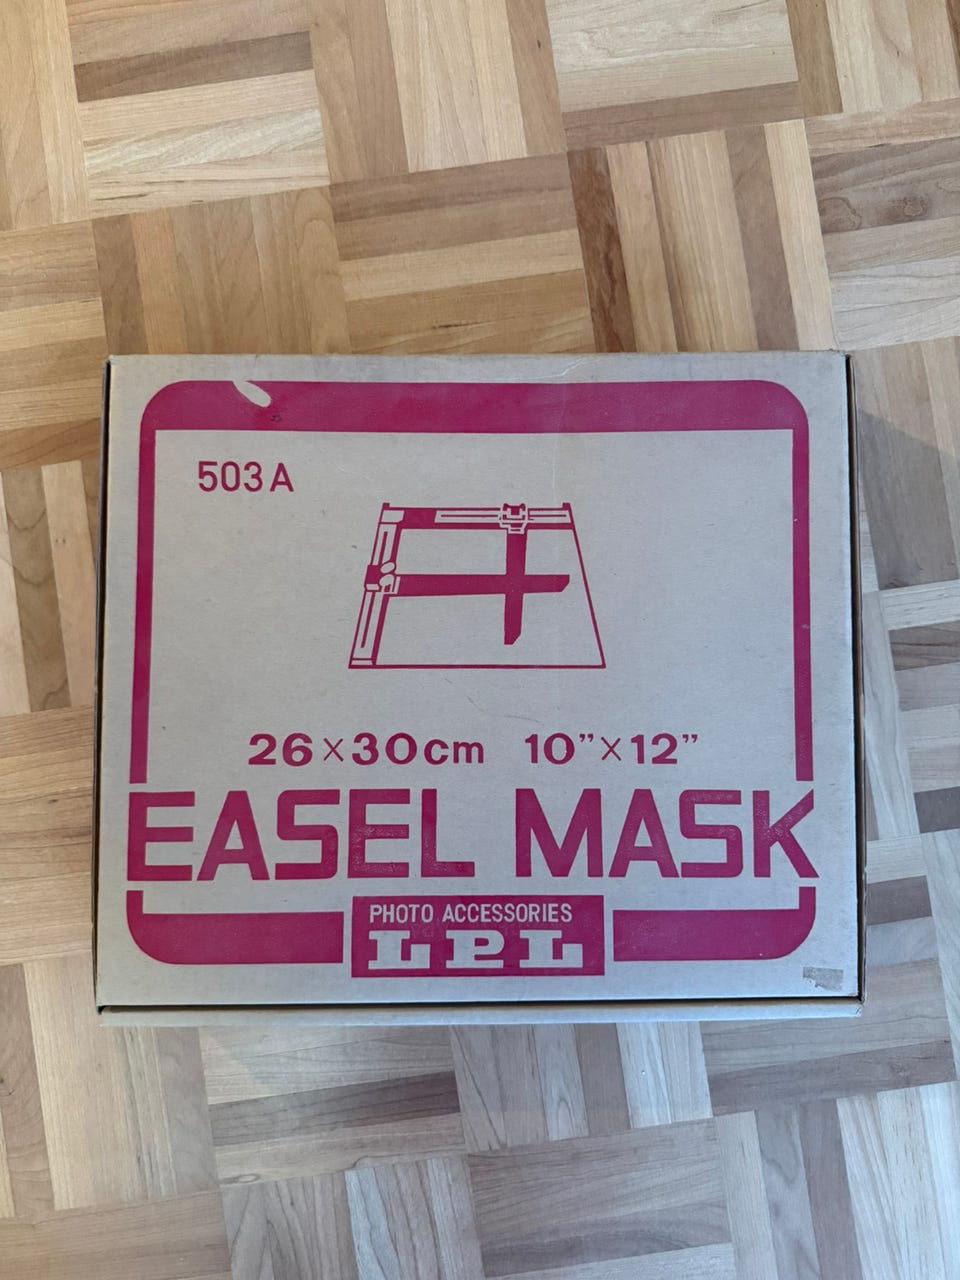 503A
26×30cm 10”×12”
EASEL MASK
PHOTO ACCESSORIES
LPL